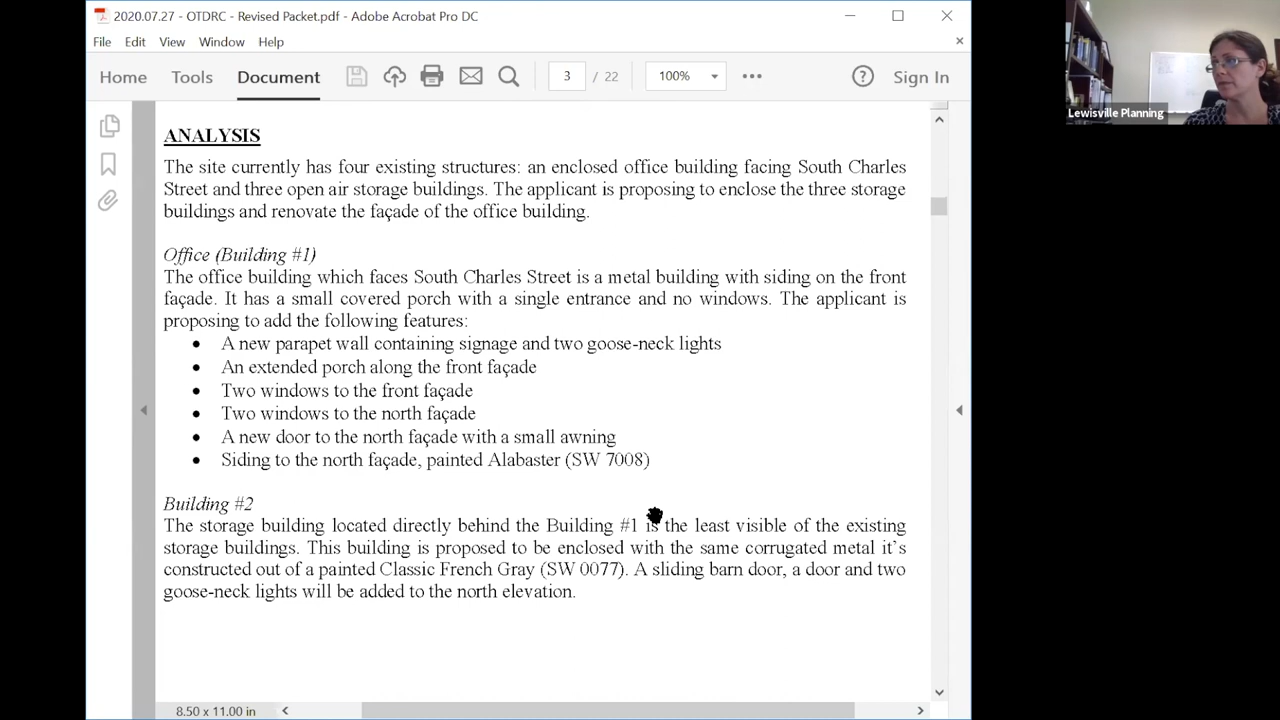 2020.07.27 - OTDRC - Revised Packet.pdf - Adobe Acrobat Pro DC
File Edit View Window Help
Home Tools Document 3 / 22 100% Sign In
Lewisville Planning
ANALYSIS
The site currently has four existing structures: an enclosed office building facing South Charles
Street and three open air storage buildings. The applicant is proposing to enclose the three storage
buildings and renovate the façade of the office building.
Office (Building #1)
The office building which faces South Charles Street is a metal building with siding on the front
façade. It has a small covered porch with a single entrance and no windows. The applicant is
proposing to add the following features:
• A new parapet wall containing signage and two goose-neck lights
• An extended porch along the front façade
• Two windows to the front façade
• Two windows to the north façade
• A new door to the north façade with a small awning
• Siding to the north façade, painted Alabaster (SW 7008)
Building #2
The storage building located directly behind the Building #1 is the least visible of the existing
storage buildings. This building is proposed to be enclosed with the same corrugated metal it's
constructed out of a painted Classic French Gray (SW 0077). A sliding barn door, a door and two
goose-neck lights will be added to the north elevation.
8.50 x 11.00 in